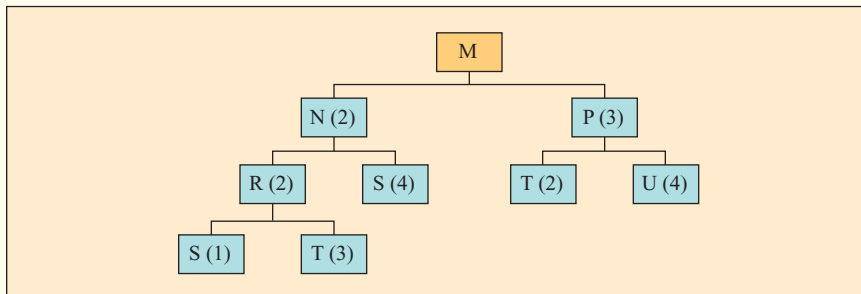 M
N (2) P (3)
R (2) S (4) T (2) U (4)
S (1) T (3)